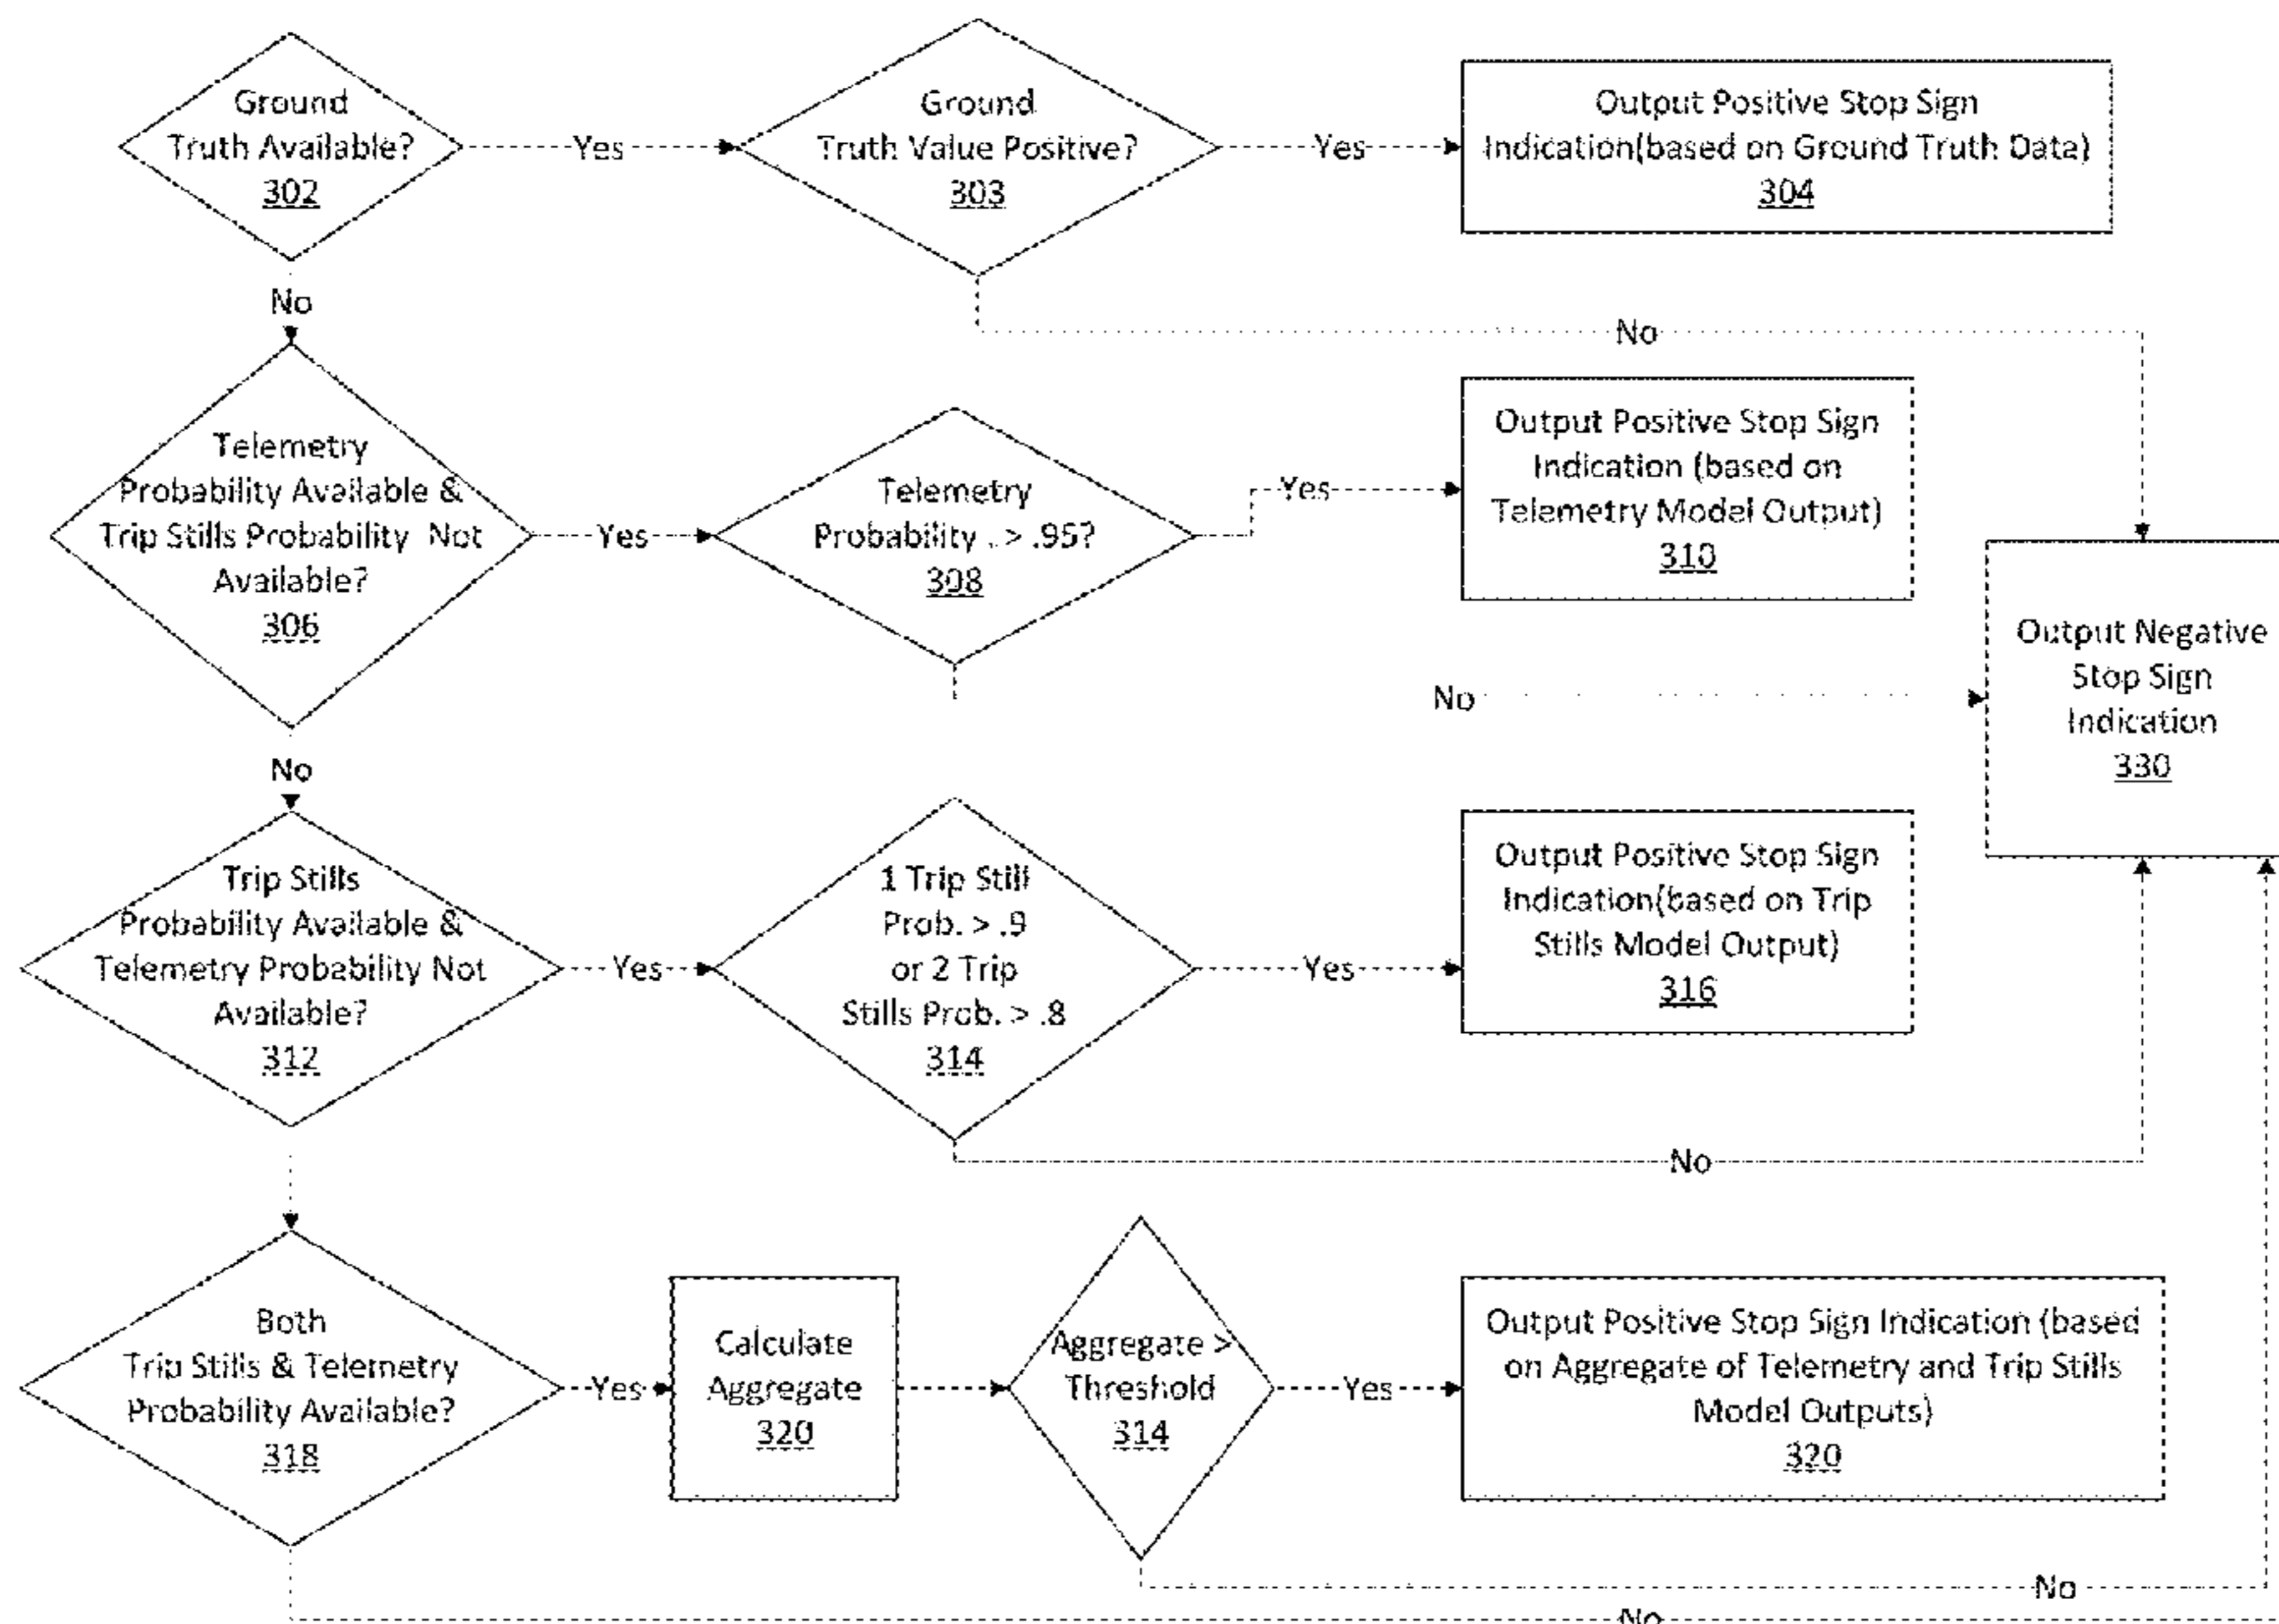 Ground
Truth Available?
302
Yes
Ground
Truth Value Positive?
303
Yes
Output Positive Stop Sign
Indication(based on Ground Truth Data)
304
No
No
Telemetry
Probability Available &
Trip Stills Probability Not
Available?
306
Yes
Telemetry
Probability . > .95?
308
Yes
Output Positive Stop Sign
Indication (based on
Telemetry Model Output)
310
No
Output Negative
Stop Sign
Indication
330
No
Trip Stills
Probability Available &
Telemetry Probability Not
Available?
312
Yes
1 Trip Still
Prob. > .9
or 2 Trip
Stills Prob. > .8
314
Yes
Output Positive Stop Sign
Indication(based on Trip
Stills Model Output)
316
No
Both
Trip Stills & Telemetry
Probability Available?
318
Yes
Calculate
Aggregate
320
Aggregate >
Threshold
314
Yes
Output Positive Stop Sign Indication (based
on Aggregate of Telemetry and Trip Stills
Model Outputs)
320
No
No